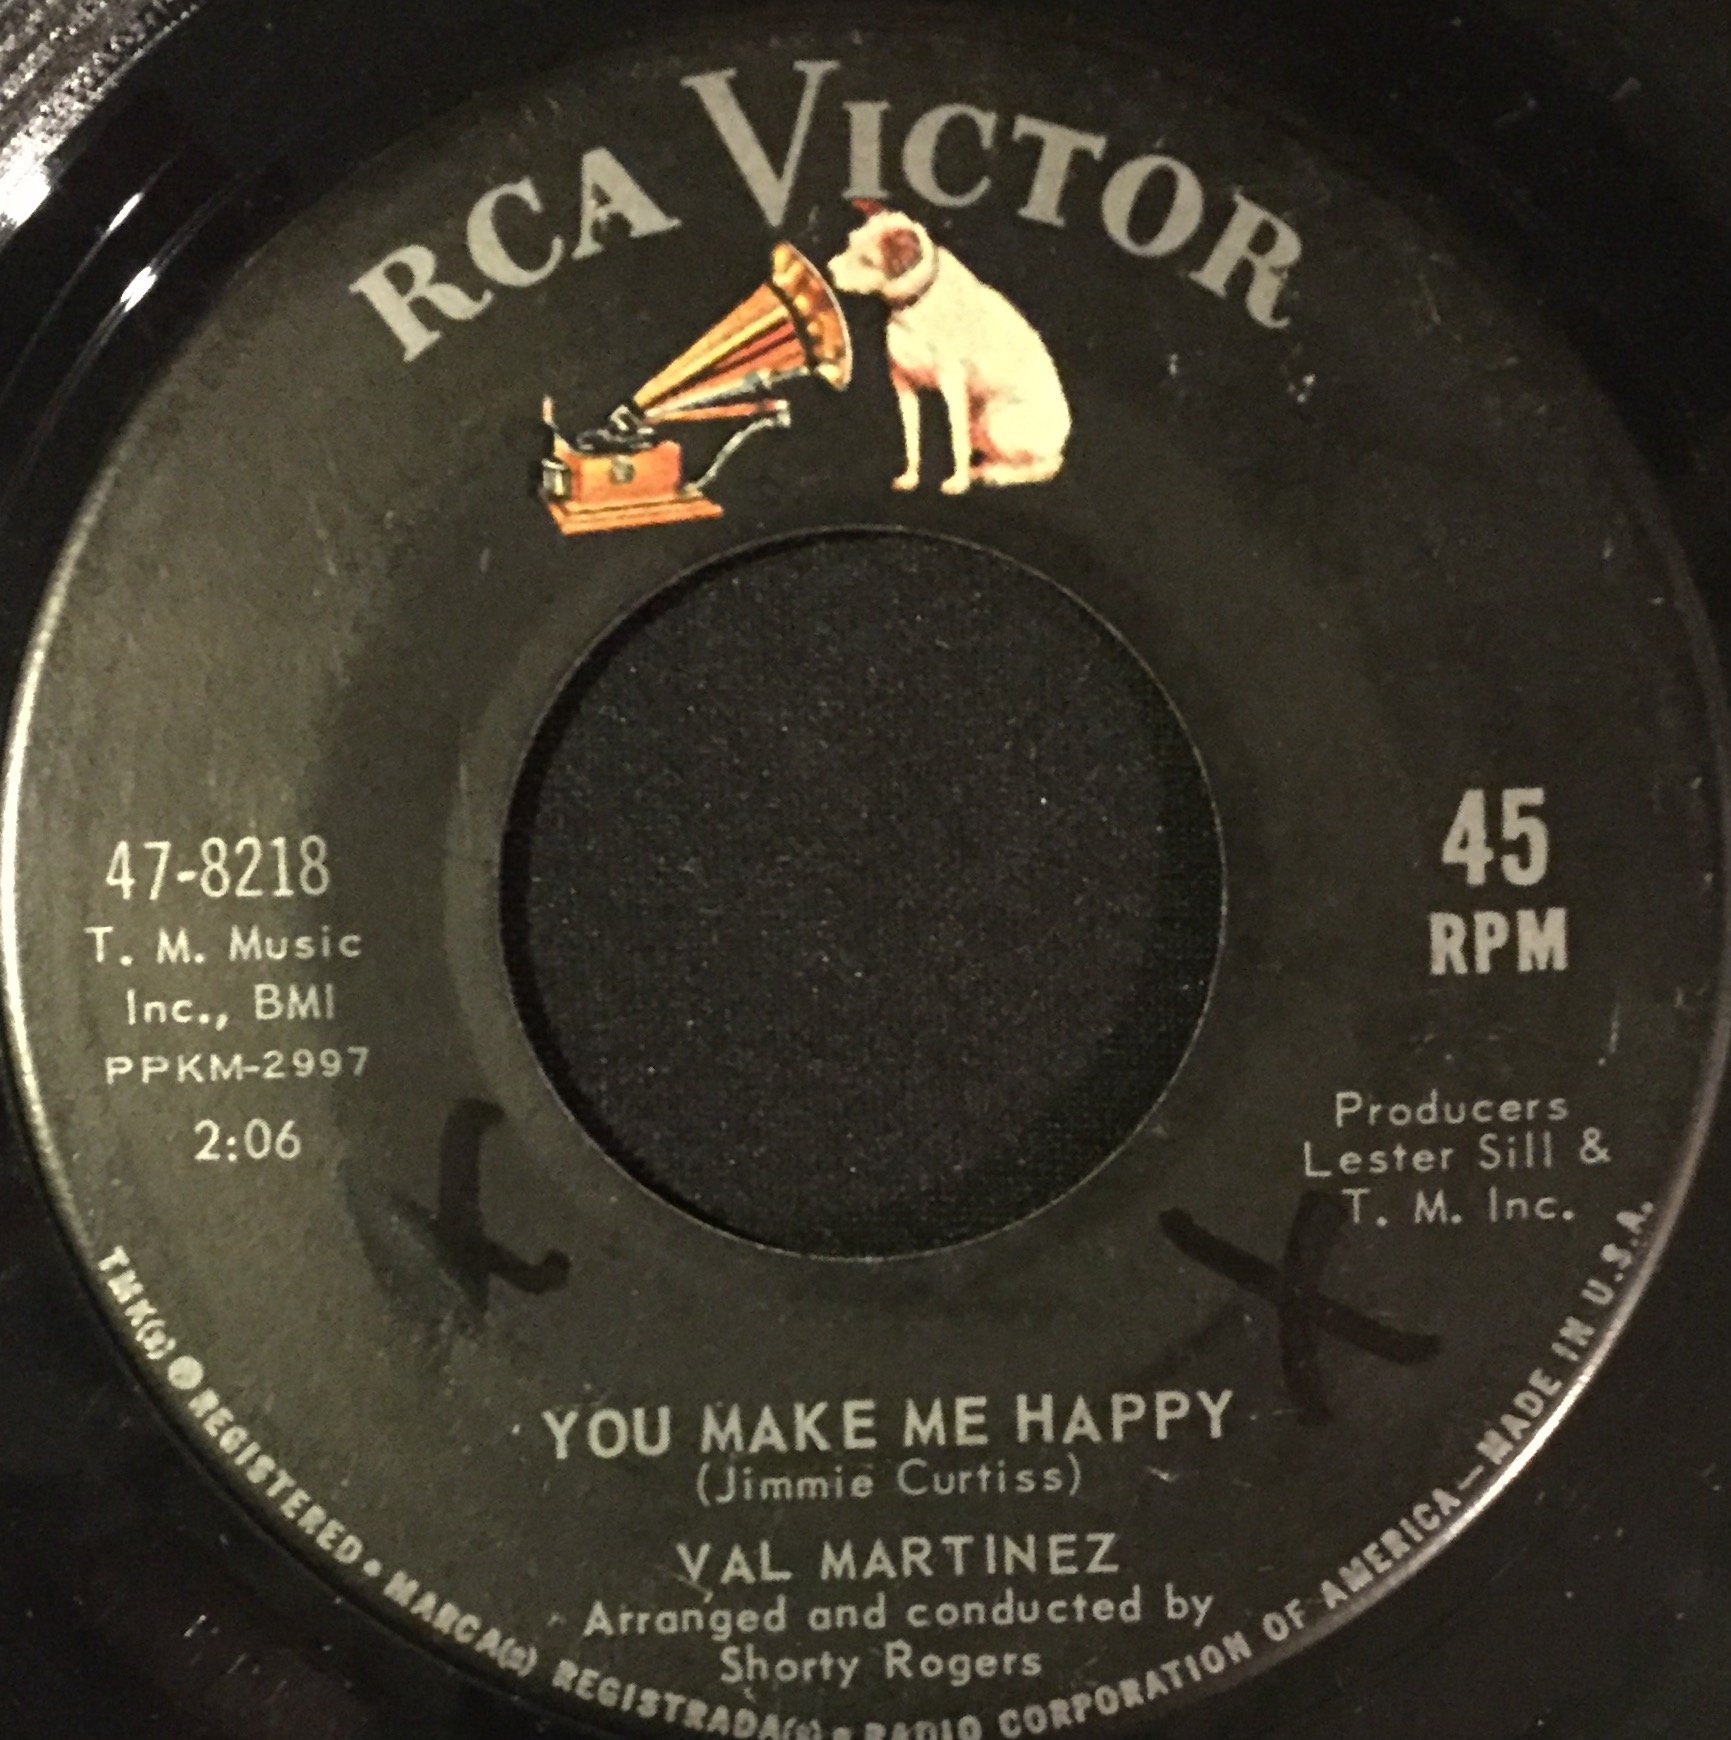 RCA VICTOR
47-8218
T. M. Music
Inc., BMI
PPKM-2997
2:06
45
RPM
Producers
Lester Sill &
T. M. Inc.
YOU MAKE ME HAPPY
(Jimmie Curtiss)
VAL MARTINEZ
Arranged and conducted by
Shorty Rogers
TMK(s) ® REGISTERED • MARCA(s) REGISTRADA(s) • RADIO CORPORATION OF AMERICA—MADE IN U.S.A.